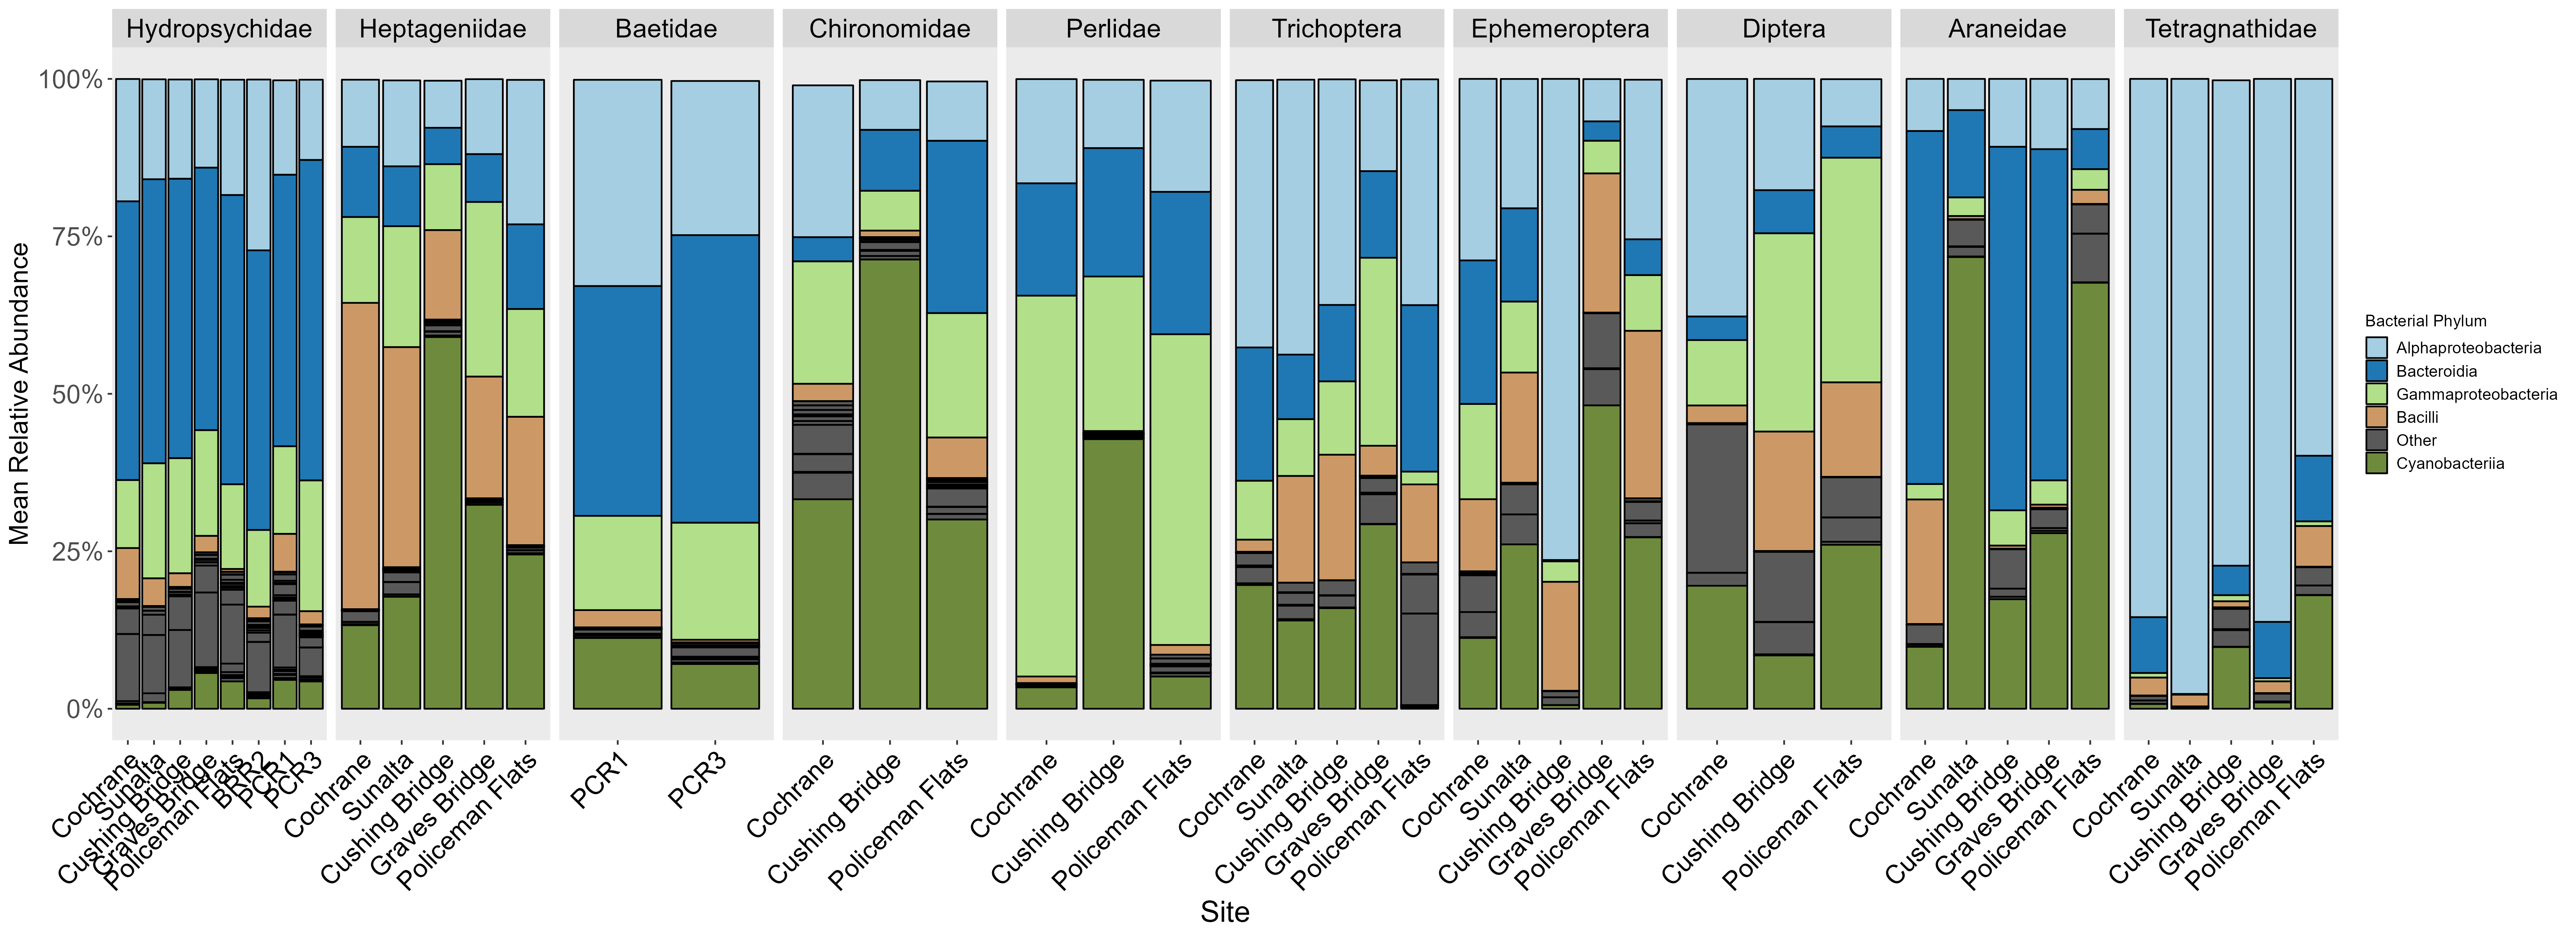 Hydropsychidae Heptageniidae Baetidae Chironomidae Perlidae Trichoptera Ephemeroptera Diptera Araneidae Tetragnathidae
100%
75%
50%
25%
0%
Mean Relative Abundance
Cochrane Sunalta Cushing Bridge Graves Bridge Policeman Flats BRR2 PCR1 PCR3 Cochrane Sunalta Cushing Bridge Graves Bridge Policeman Flats PCR1 PCR3 Cochrane Cushing Bridge Policeman Flats Cochrane Cushing Bridge Policeman Flats Cochrane Sunalta Cushing Bridge Graves Bridge Policeman Flats Cochrane Sunalta Cushing Bridge Graves Bridge Policeman Flats Cochrane Cushing Bridge Policeman Flats Cochrane Sunalta Cushing Bridge Graves Bridge Policeman Flats Cochrane Sunalta Cushing Bridge Graves Bridge Policeman Flats
Site
Bacterial Phylum
Alphaproteobacteria
Bacteroidia
Gammaproteobacteria
Bacilli
Other
Cyanobacteriia